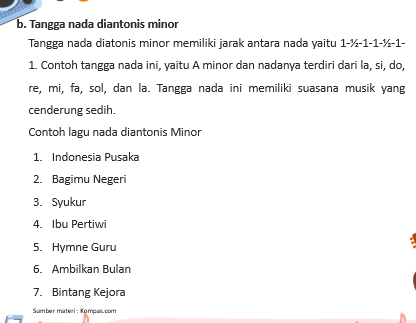 b. Tangga nada diantonis minor
Tangga nada diatonis minor memiliki jarak antara nada yaitu 1-½-1-1-½-1-
1. Contoh tangga nada ini, yaitu A minor dan nadanya terdiri dari la, si, do,
re, mi, fa, sol, dan la. Tangga nada ini memiliki suasana musik yang
cenderung sedih.
Contoh lagu nada diantonis Minor
1. Indonesia Pusaka
2. Bagimu Negeri
3. Syukur
4. Ibu Pertiwi
5. Hymne Guru
6. Ambilkan Bulan
7. Bintang Kejora
Sumber materi : Kompas.com